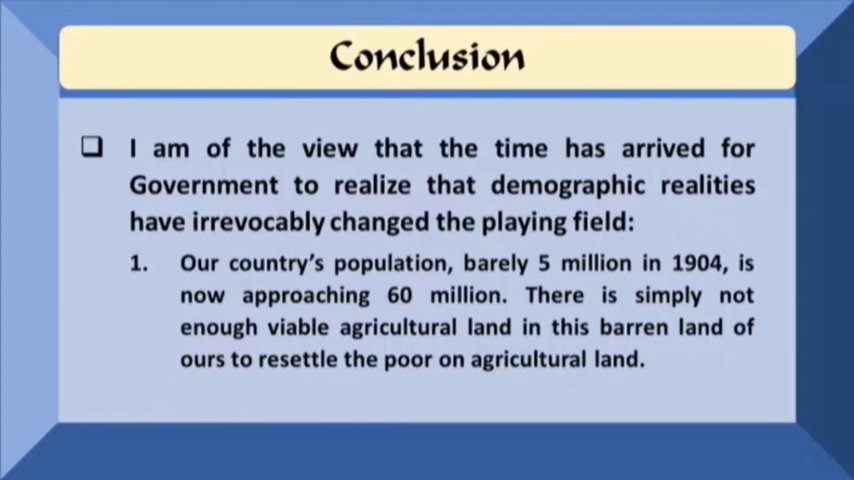 Conclusion
I am of the view that the time has arrived for
Government to realize that demographic realities
have irrevocably changed the playing field:
1. Our country's population, barely 5 million in 1904, is
now approaching 60 million. There is simply not
enough viable agricultural land in this barren land of
ours to resettle the poor on agricultural land.